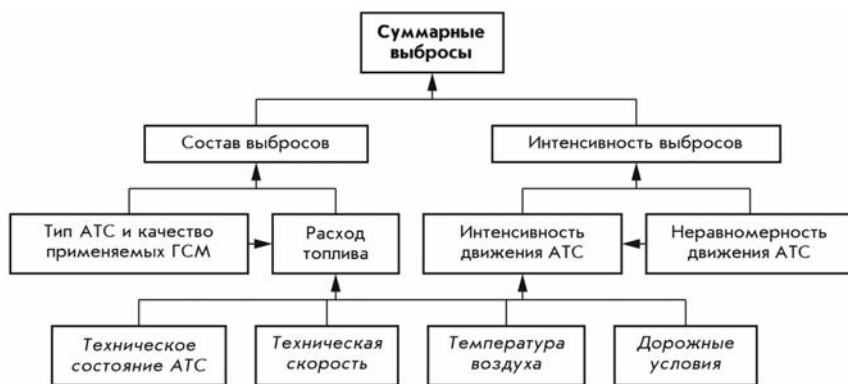 Суммарные
выбросы
Состав выбросов
Интенсивность выбросов
Тип АТС и качество
применяемых ГСМ
Расход
топлива
Интенсивность
движения АТС
Неравномерность
движения АТС
Техническое
состояние АТС
Техническая
скорость
Температура
воздуха
Дорожные
условия